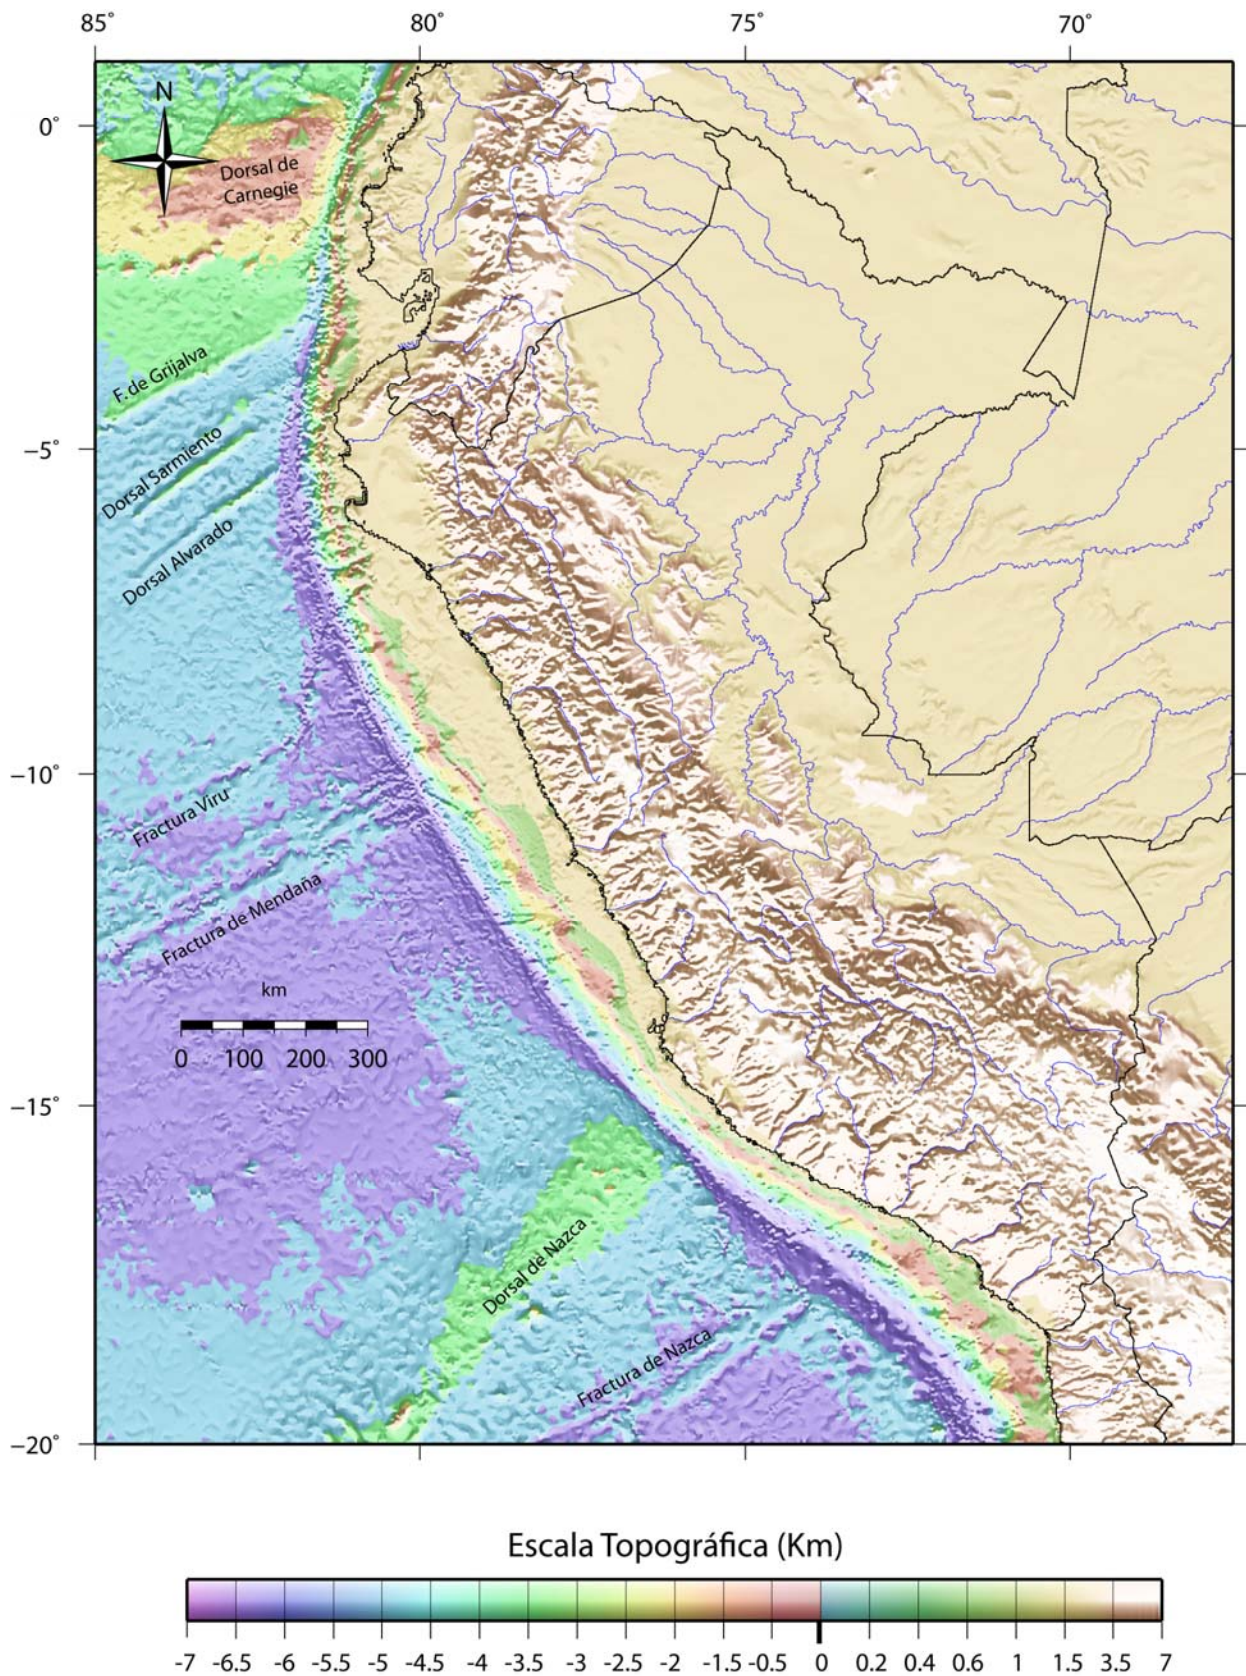 85° 80° 75° 70°
N
0°
Dorsal de
Carnegie
F. de Grijalva
−5°
Dorsal Sarmiento
Dorsal Alvarado
−10°
Fractura Viru
Fractura de Mendaña
km
0 100 200 300
−15°
Dorsal de Nazca
Fractura de Nazca
−20°
Escala Topográfica (Km)
-7 -6.5 -6 -5.5 -5 -4.5 -4 -3.5 -3 -2.5 -2 -1.5 -0.5 0 0.2 0.4 0.6 1 1.5 3.5 7